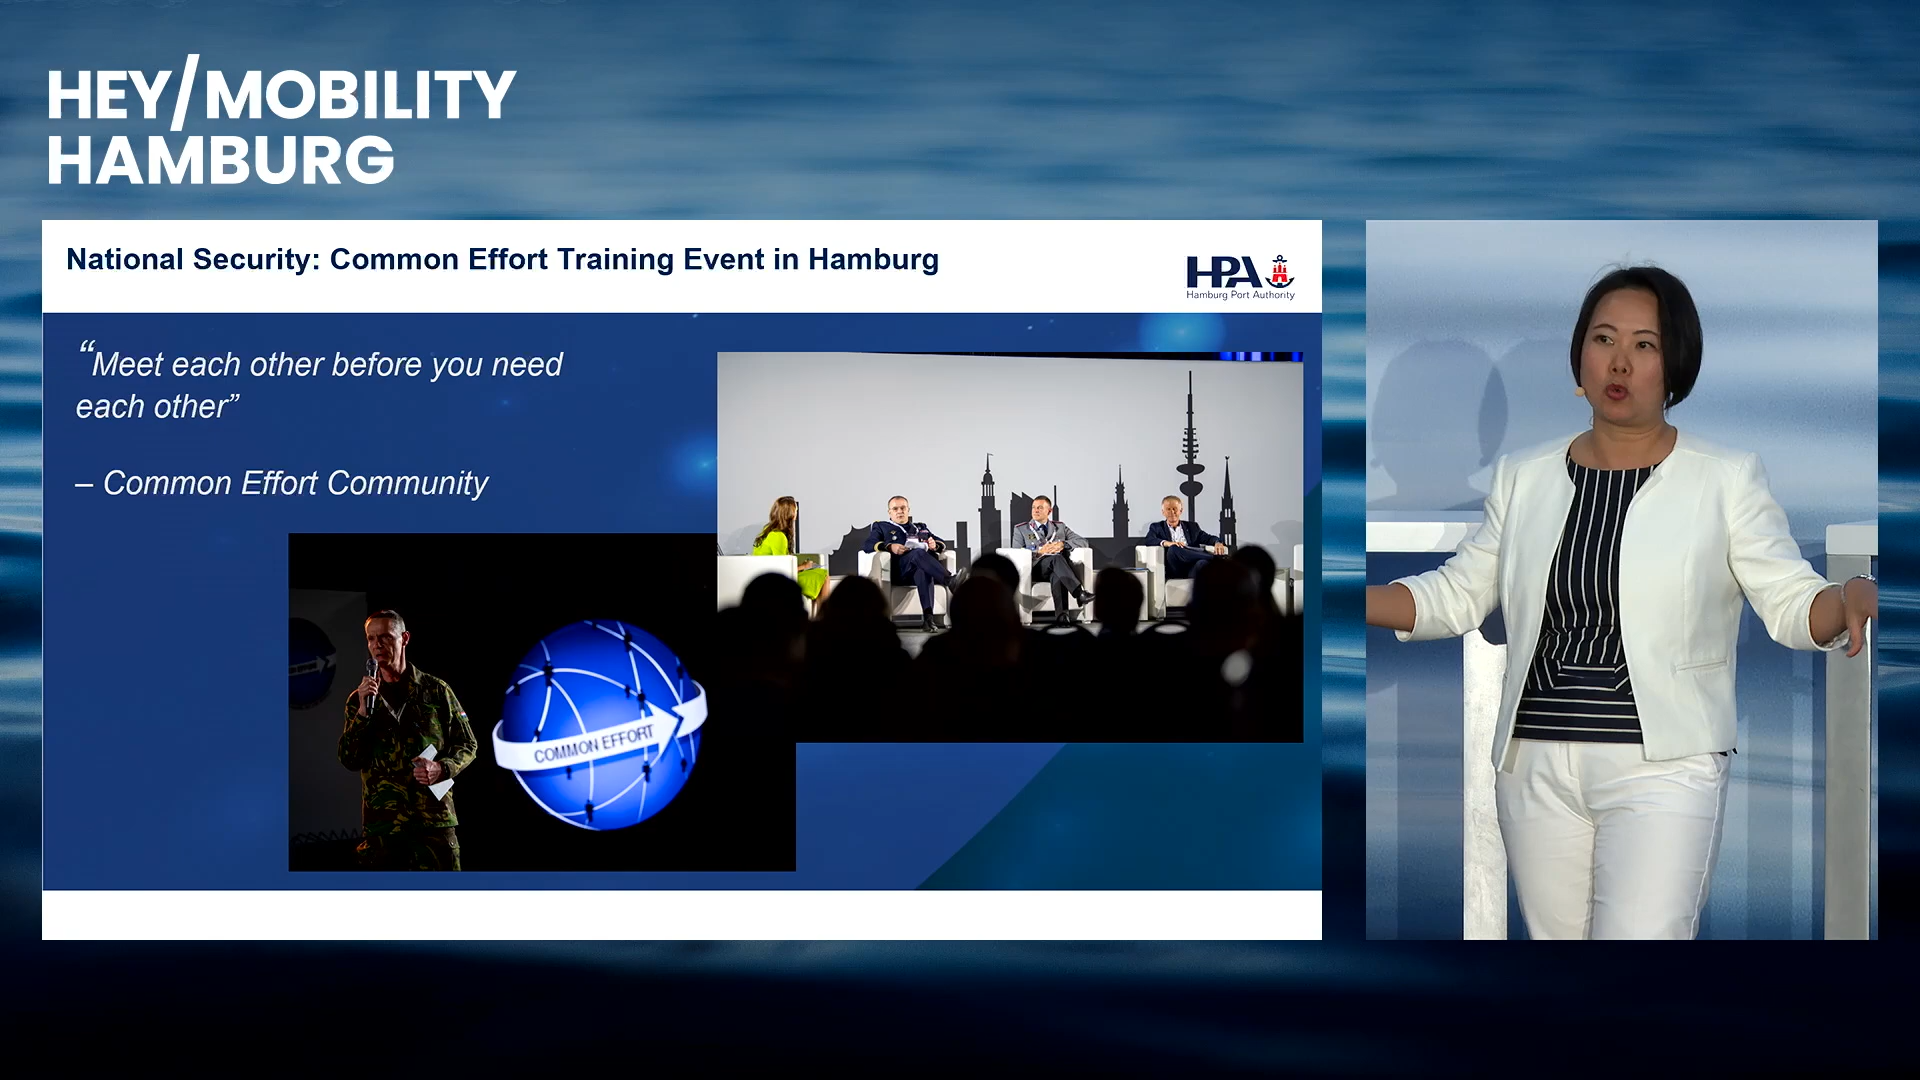 HEY/MOBILITY
HAMBURG
National Security: Common Effort Training Event in Hamburg
HPA
Hamburg Port Authority
“Meet each other before you need
each other”
– Common Effort Community
COMMON EFFORT